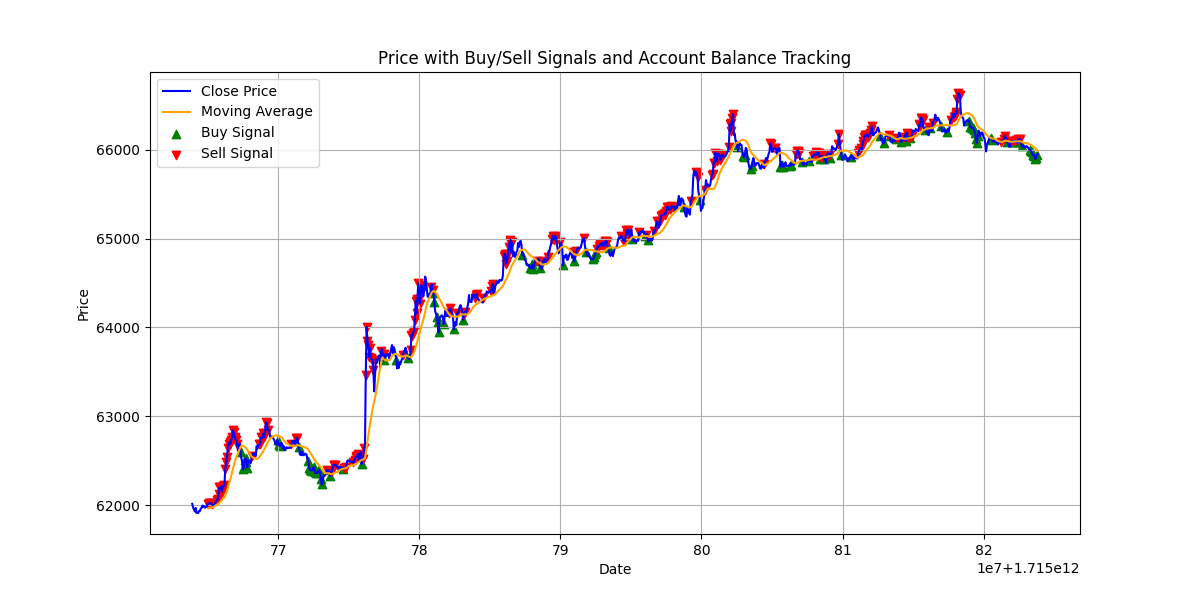 Price with Buy/Sell Signals and Account Balance Tracking
Close Price
Moving Average
Buy Signal
Sell Signal
66000
65000
64000
63000
62000
Price
77 78 79 80 81 82
Date
1e7+1.715e12